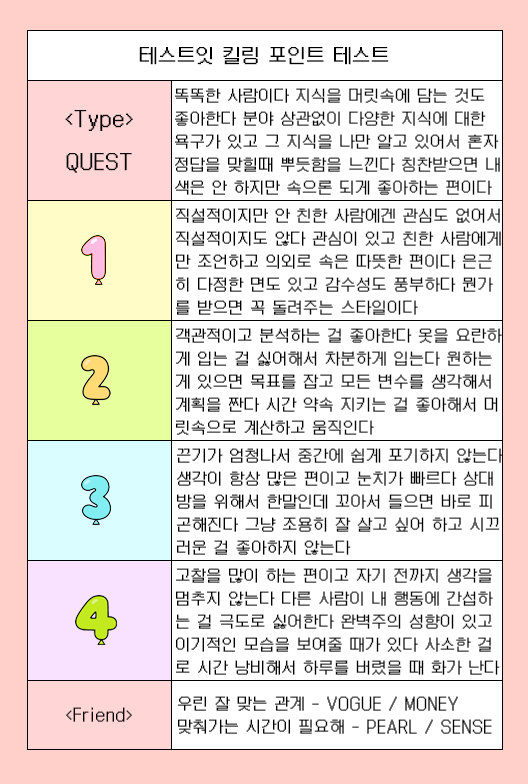 테스트잇 킬링 포인트 테스트
<Type>
QUEST
똑똑한 사람이다 지식을 머릿속에 담는 것도
좋아한다 분야 상관없이 다양한 지식에 대한
욕구가 있고 그 지식을 나만 알고 있어서 혼자
정답을 맞힐때 뿌듯함을 느낀다 칭찬받으면 내
색은 안 하지만 속으론 되게 좋아하는 편이다
1
직설적이지만 안 친한 사람에겐 관심도 없어서
직설적이지도 않다 관심이 있고 친한 사람에게
만 조언하고 의외로 속은 따뜻한 편이다 은근
히 다정한 면도 있고 감수성도 풍부하다 뭔가
를 받으면 꼭 돌려주는 스타일이다
2
객관적이고 분석하는 걸 좋아한다 옷을 요란하
게 입는 걸 싫어해서 차분하게 입는다 원하는
게 있으면 목표를 잡고 모든 변수를 생각해서
계획을 짠다 시간 약속 지키는 걸 좋아해서 머
릿속으로 계산하고 움직인다
3
끈기가 엄청나서 중간에 쉽게 포기하지 않는다
생각이 항상 많은 편이고 눈치가 빠르다 상대
방을 위해서 한말인데 꼬아서 들으면 바로 피
곤해진다 그냥 조용히 잘 살고 싶어 하고 시끄
러운 걸 좋아하지 않는다
4
고찰을 많이 하는 편이고 자기 전까지 생각을
멈추지 않는다 다른 사람이 내 행동에 간섭하
는 걸 극도로 싫어한다 완벽주의 성향이 있고
이기적인 모습을 보여줄 때가 있다 사소한 걸
로 시간 낭비해서 하루를 버렸을 때 화가 난다
<Friend>
우린 잘 맞는 관계 - VOGUE / MONEY
맞춰가는 시간이 필요해 - PEARL / SENSE